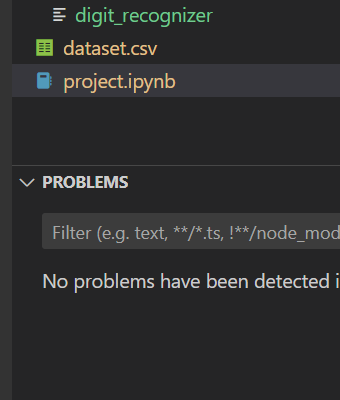 digit_recognizer
dataset.csv
project.ipynb
PROBLEMS
Filter (e.g. text, **/*.ts, !**/node_mod
No problems have been detected i